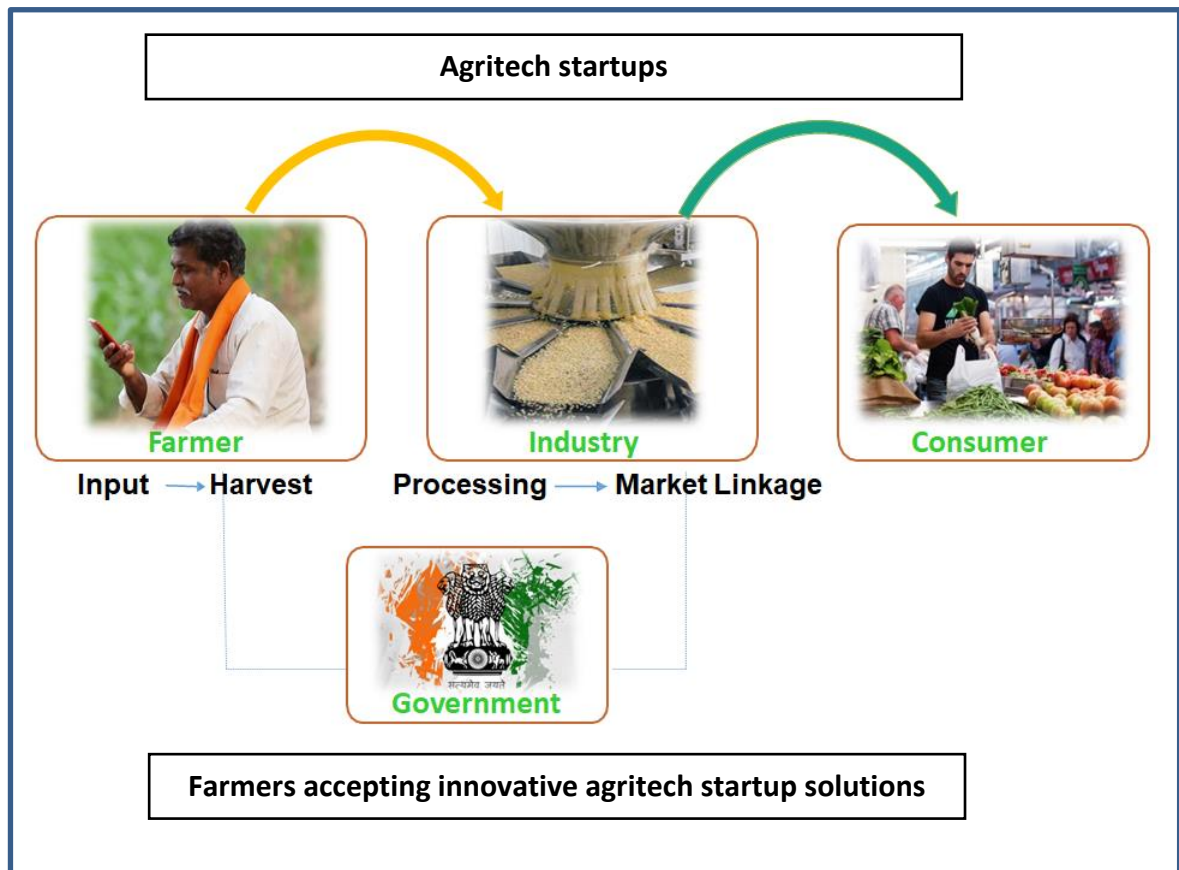 Agritech startups
Farmer
Industry
Consumer
Input → Harvest
Processing → Market Linkage
सत्यमेव जयते
Government
Farmers accepting innovative agritech startup solutions